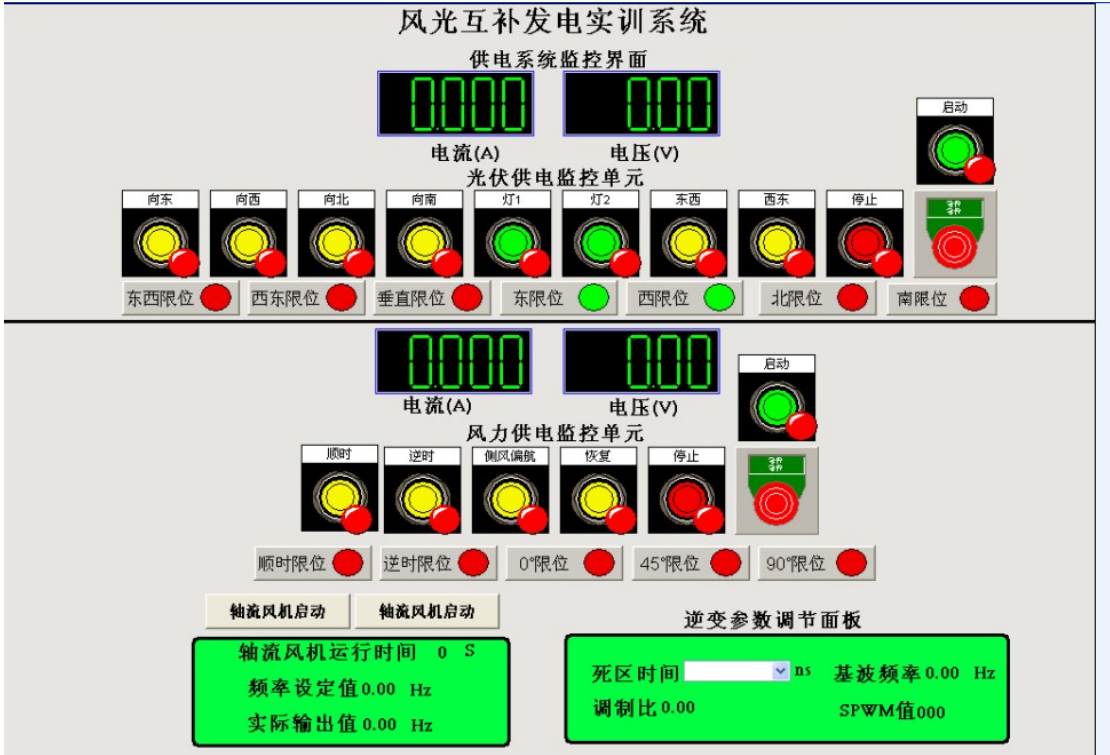 风光互补发电实训系统
供电系统监控界面
0.000 0.00
电流(A) 电压(V)
启动
光伏供电监控单元
向东 向西 向北 向南 灯1 灯2 东西 西东 停止
东西限位 西东限位 垂直限位 东限位 西限位 北限位 南限位
0.000 0.00
启动
电流(A) 电压(V)
风力供电监控单元
顺时 逆时 侧风偏航 恢复 停止
顺时限位 逆时限位 0°限位 45°限位 90°限位
轴流风机启动 轴流风机启动
逆变参数调节面板
轴流风机运行时间 0 S
频率设定值0.00 Hz
实际输出值0.00 Hz
死区时间 ns 基波频率0.00 Hz
调制比0.00 SPWM值000